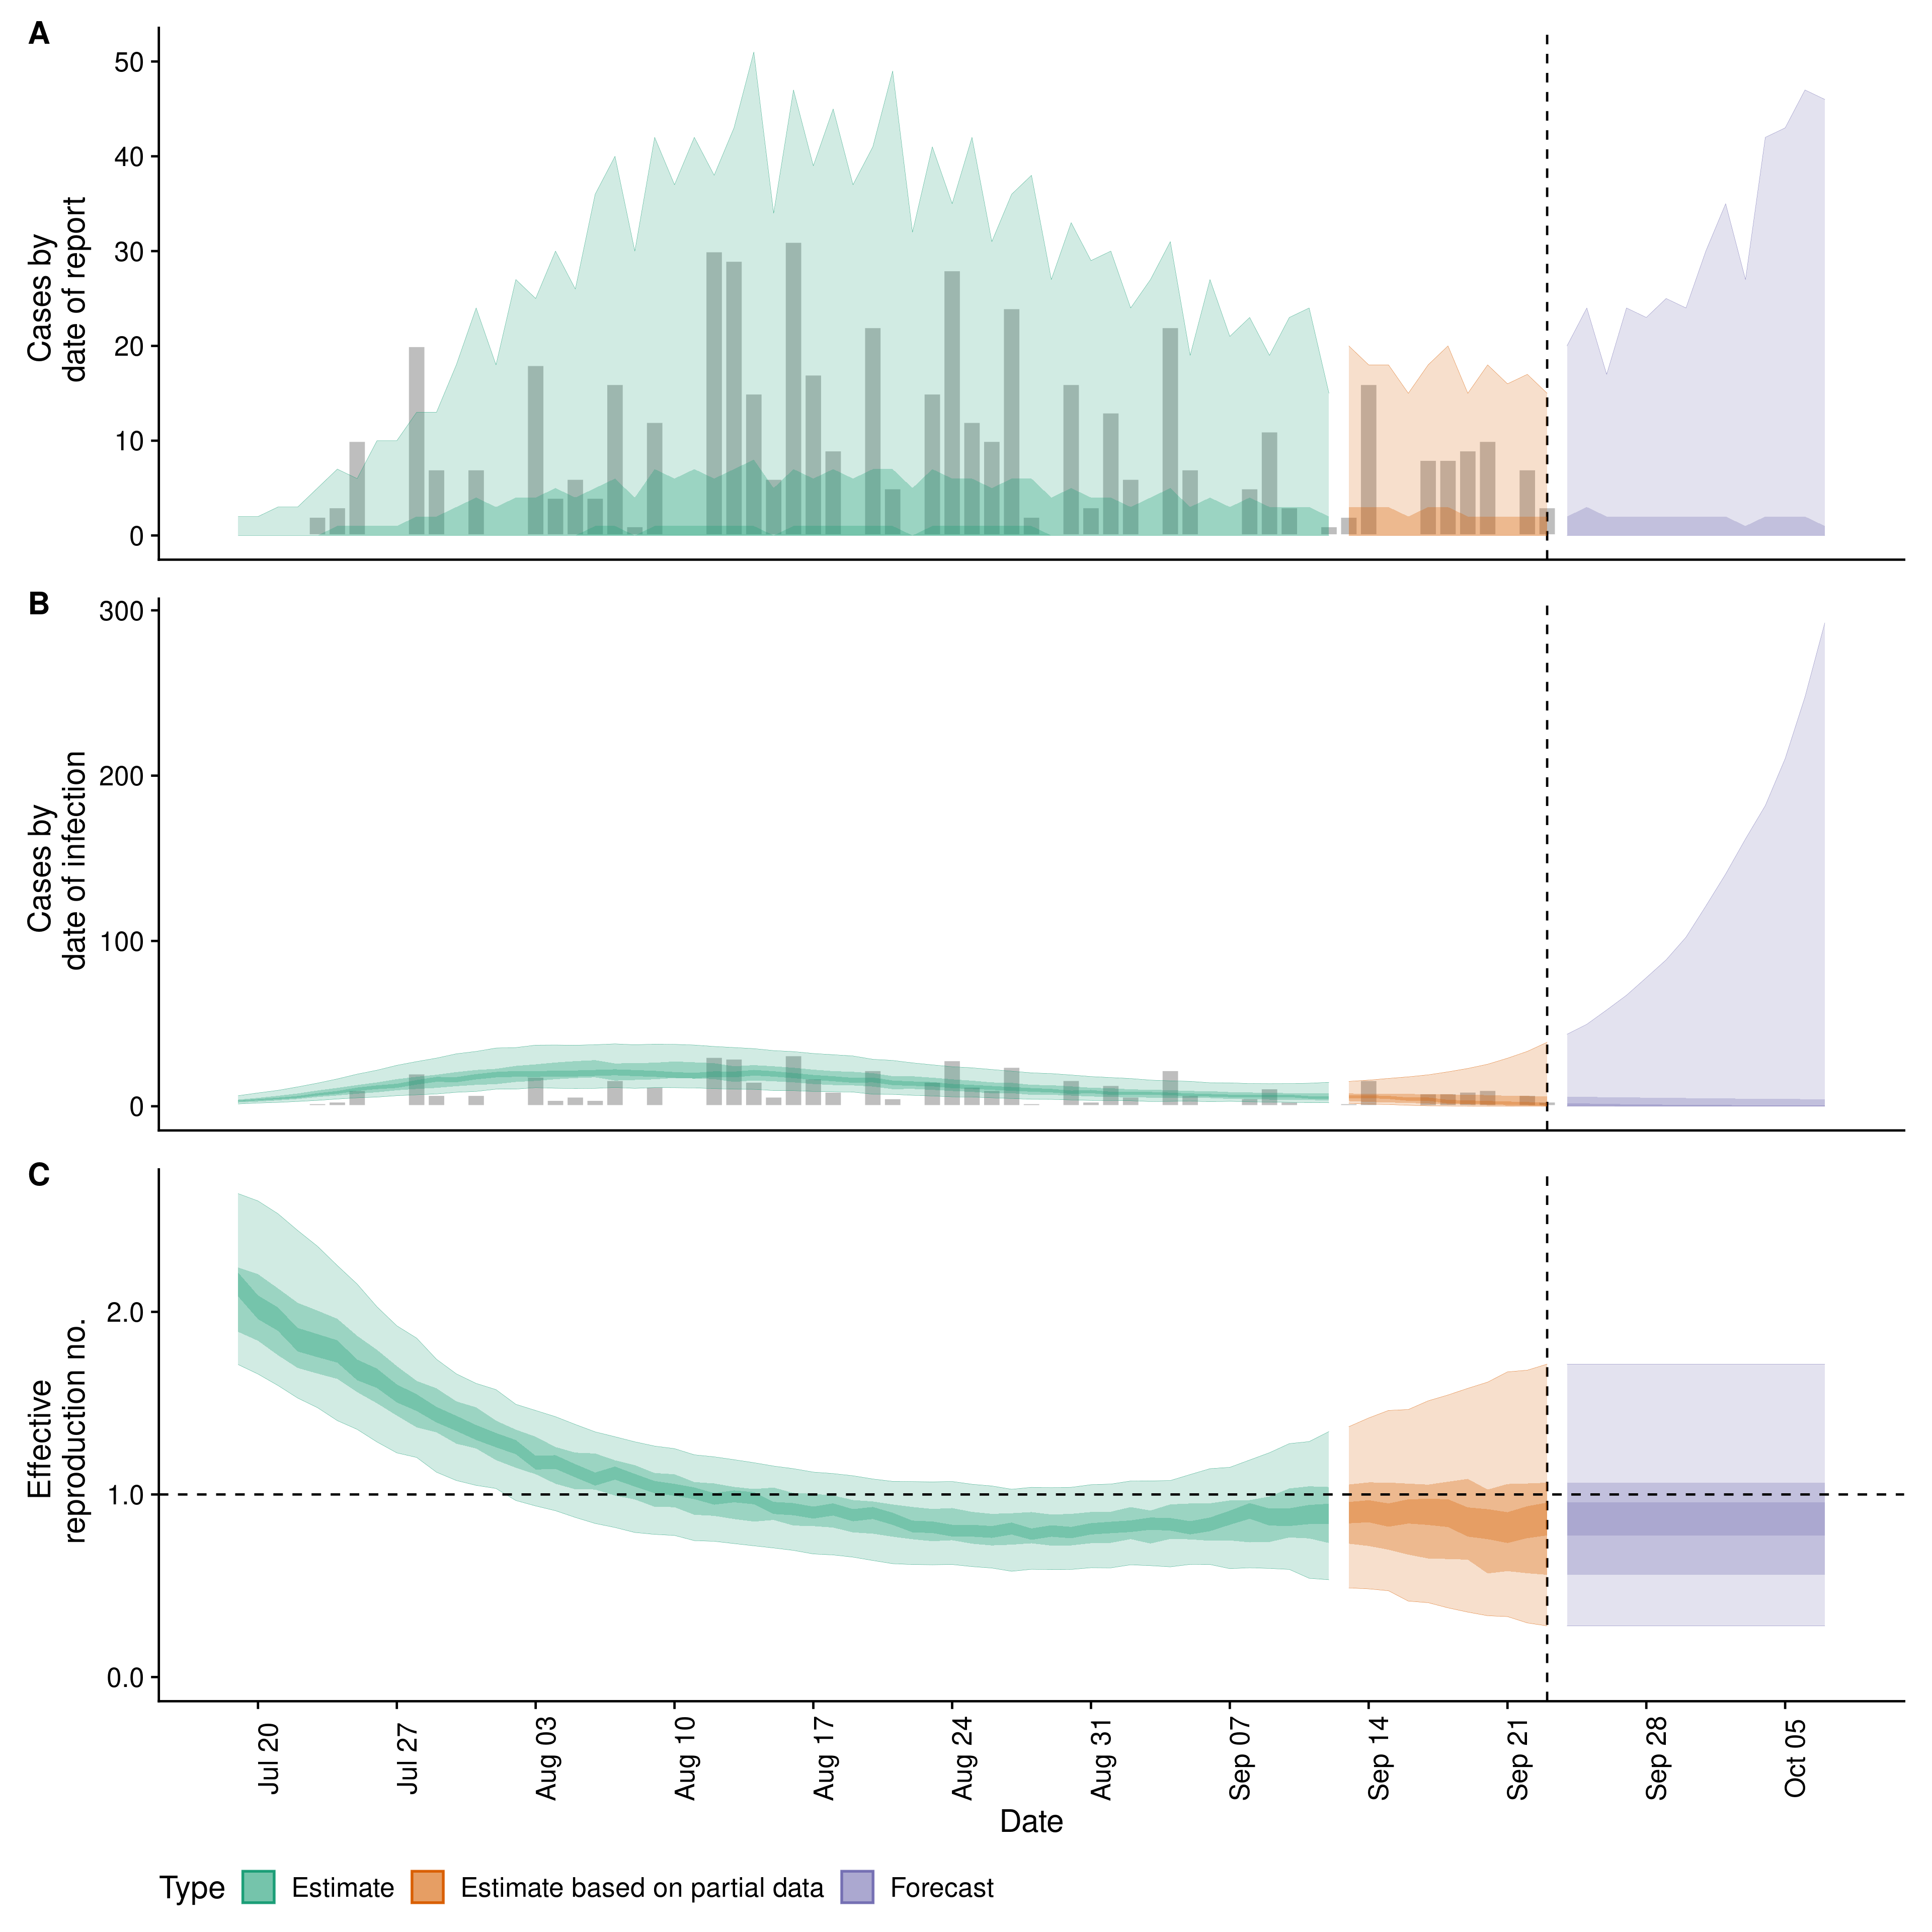 A
50
40
30
20
10
0
Cases by
date of report
B
300
200
100
0
Cases by
date of infection
C
2.0
1.0
0.0
Effective
reproduction no.
Jul 20
Jul 27
Aug 03
Aug 10
Aug 17
Aug 24
Aug 31
Sep 07
Sep 14
Sep 21
Sep 28
Oct 05
Date
Type Estimate Estimate based on partial data Forecast